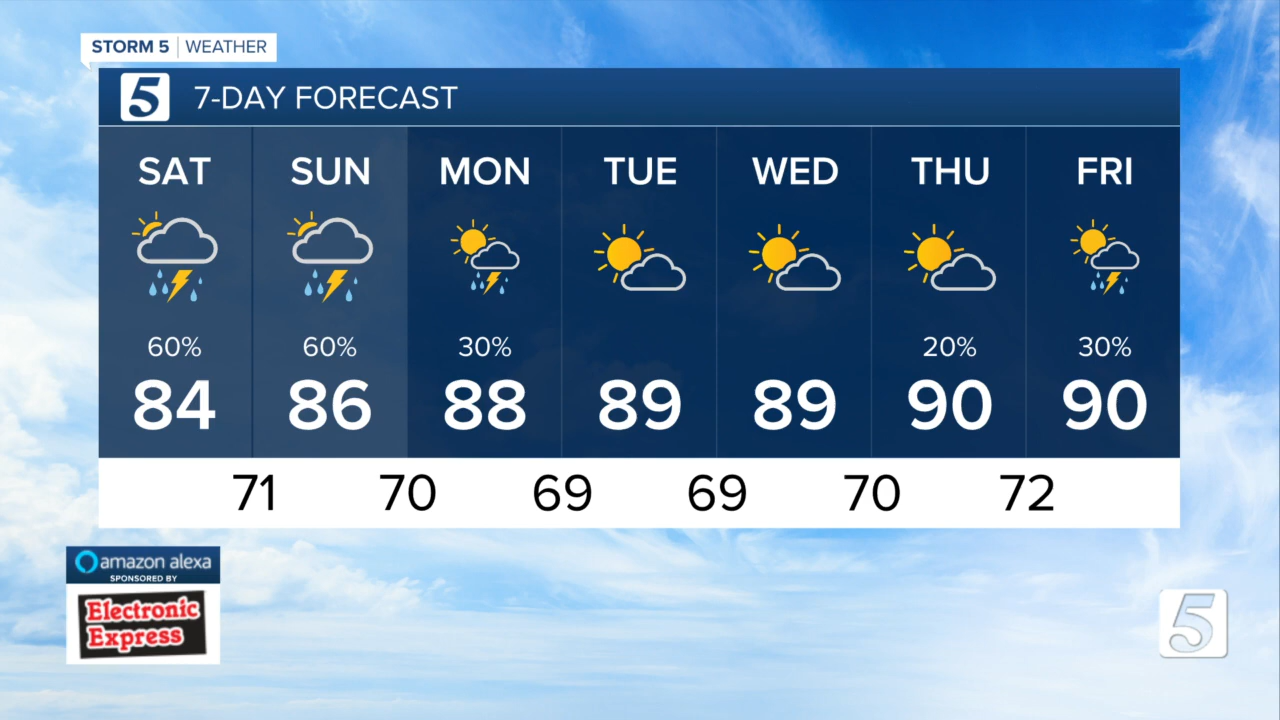 STORM 5 | WEATHER
5 7-DAY FORECAST
SAT SUN MON TUE WED THU FRI
60% 60% 30% 20% 30%
84 86 88 89 89 90 90
71 70 69 69 70 72
amazon alexa
SPONSORED BY
Electronic
Express
5